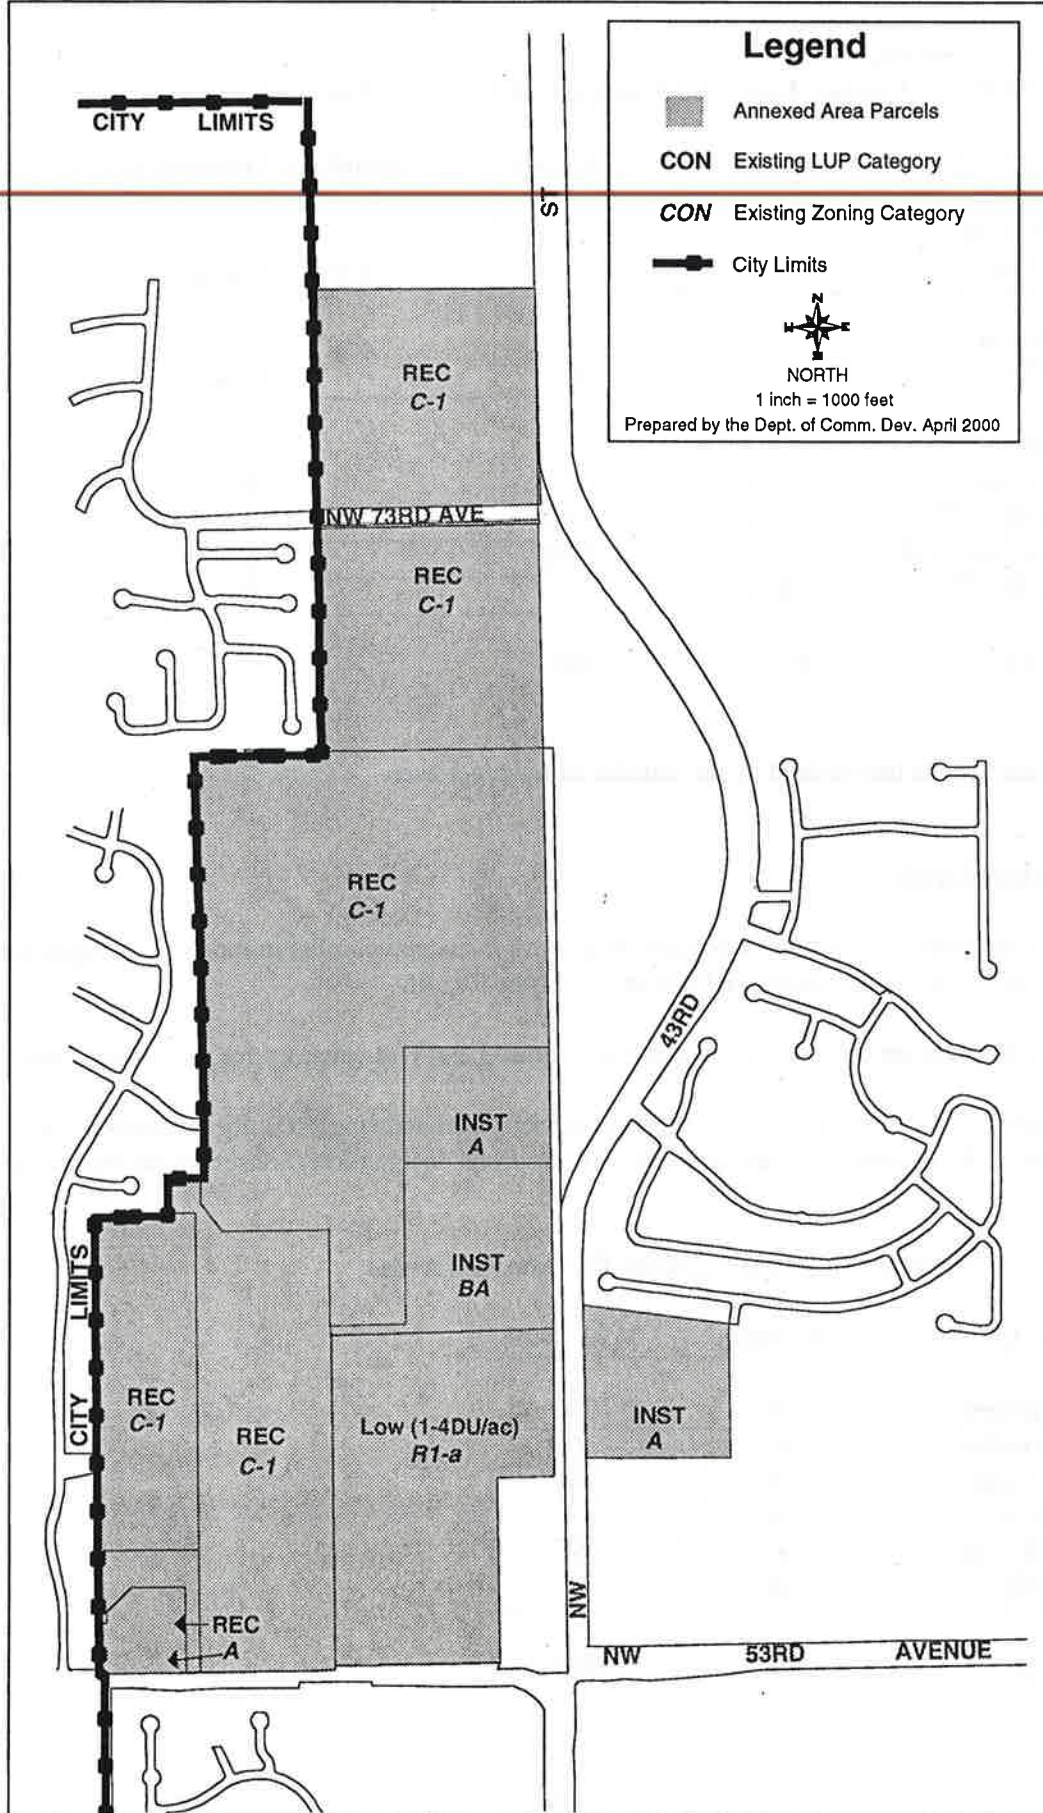 Legend
Annexed Area Parcels
CON Existing LUP Category
CON Existing Zoning Category
City Limits
N
W E
S
NORTH
1 inch = 1000 feet
Prepared by the Dept. of Comm. Dev. April 2000
CITY LIMITS
ST
REC
C-1
NW 73RD AVE
REC
C-1
REC
C-1
43RD
INST
A
INST
BA
CITY LIMITS
REC
C-1
REC
C-1
Low (1-4DU/ac)
R1-a
INST
A
REC
A
NW
NW 53RD AVENUE